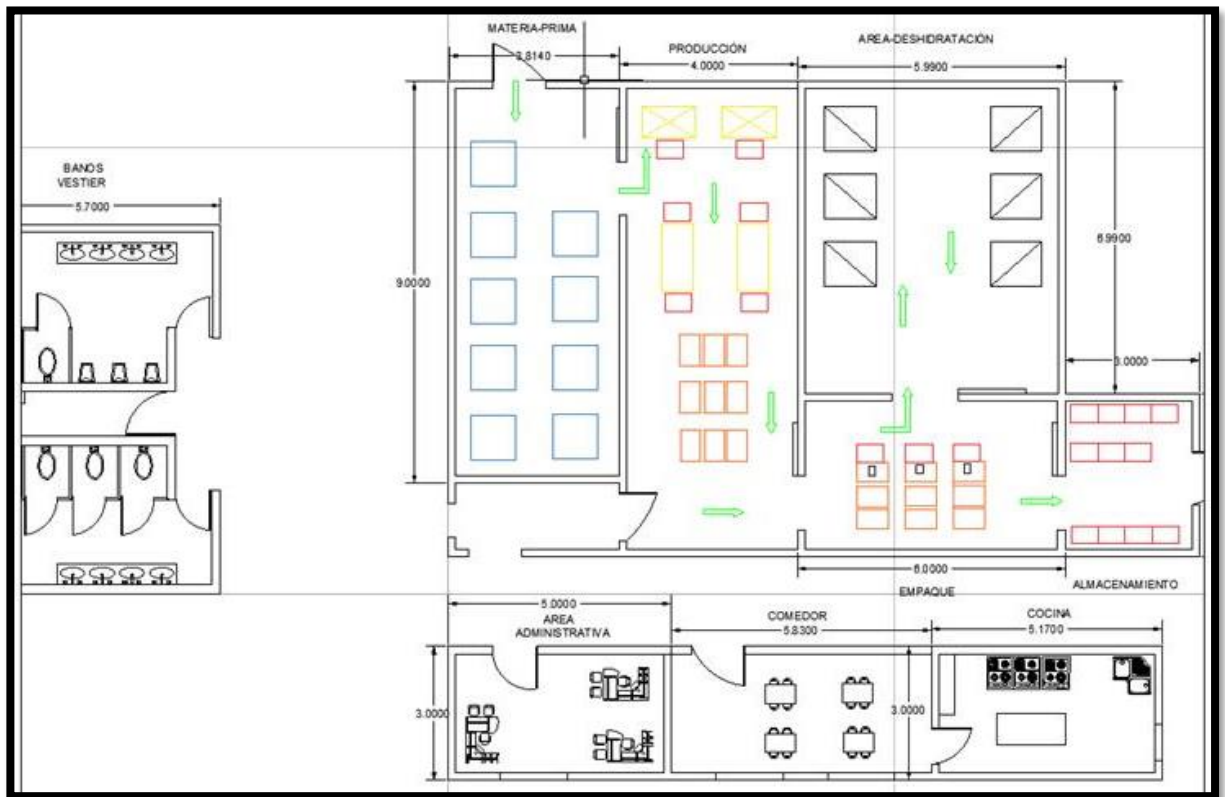 MATERIA-PRIMA
3.8140
PRODUCCIÓN
4.0000
AREA-DESHIDRATACIÓN
5.9900
BANOS
VESTIER
5.7000
9.0000
6.9900
3.0000
6.0000
EMPAQUE
ALMACENAMIENTO
5.0000
AREA
ADMINISTRATIVA
COMEDOR
5.8300
COCINA
5.1700
3.0000
3.0000